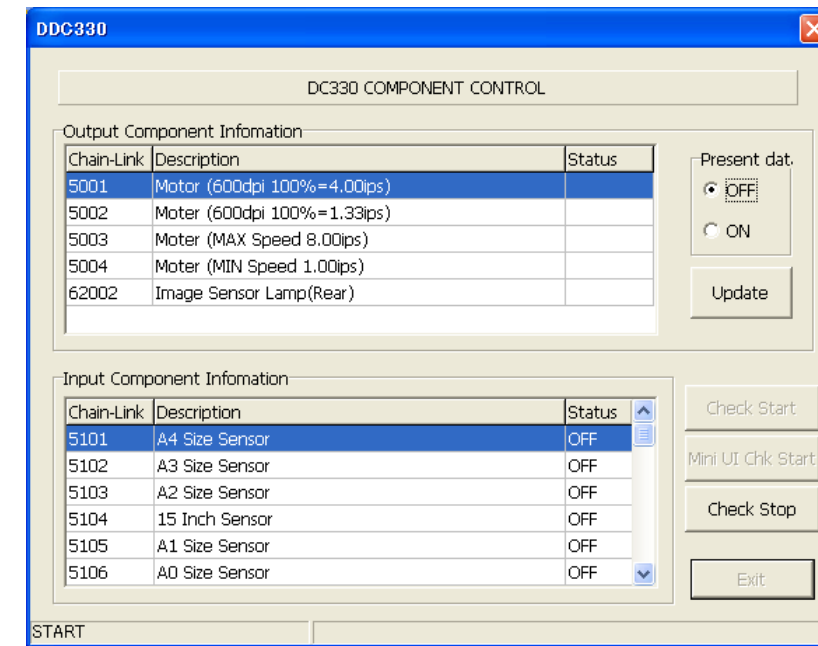 DDC330
DC330 COMPONENT CONTROL
Output Component Infomation
Chain-Link Description Status
5001 Motor (600dpi 100%=4.00ips)
5002 Moter (600dpi 100%=1.33ips)
5003 Moter (MAX Speed 8.00ips)
5004 Moter (MIN Speed 1.00ips)
62002 Image Sensor Lamp(Rear)
Present dat
OFF
ON
Update
Input Component Infomation
Chain-Link Description Status
5101 A4 Size Sensor OFF
5102 A3 Size Sensor OFF
5103 A2 Size Sensor OFF
5104 15 Inch Sensor OFF
5105 A1 Size Sensor OFF
5106 A0 Size Sensor OFF
Check Start
Mini UI Chk Start
Check Stop
Exit
START